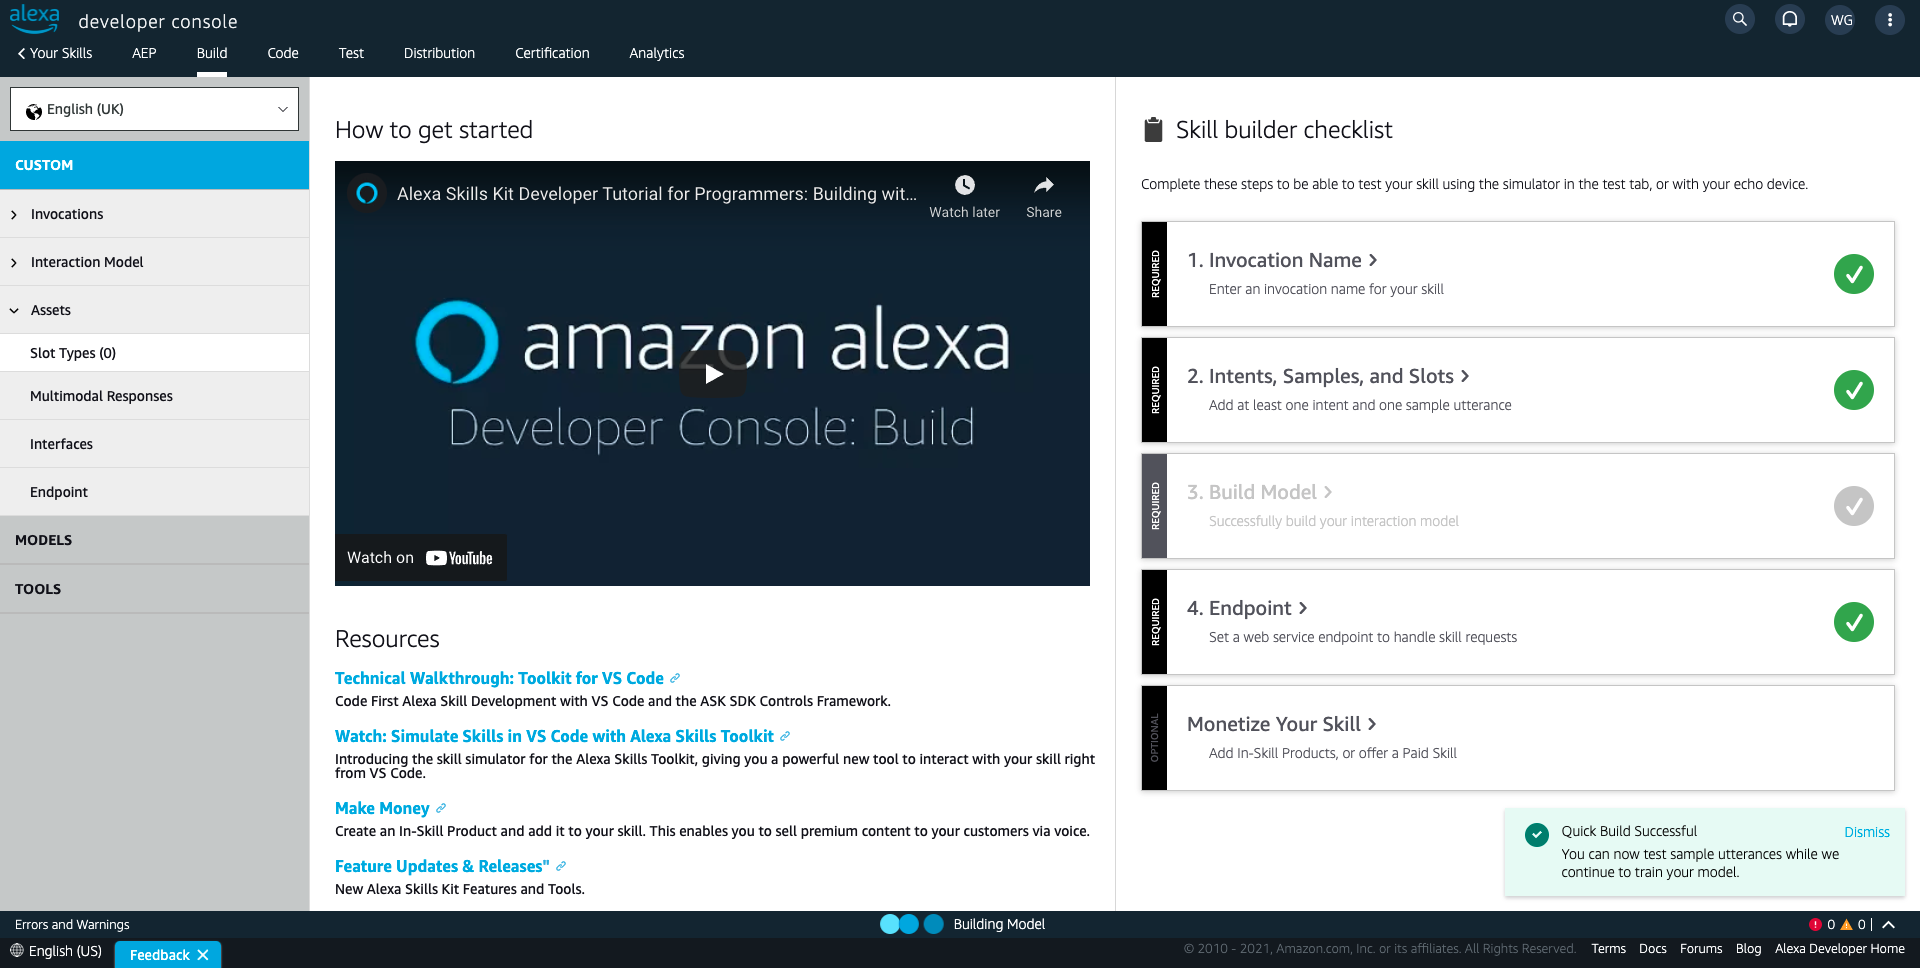 alexa developer console
WG
Your Skills
AEP
Build
Code
Test
Distribution
Certification
Analytics
English (UK)
CUSTOM
Invocations
Interaction Model
Assets
Slot Types (0)
Multimodal Responses
Interfaces
Endpoint
MODELS
TOOLS
How to get started
Alexa Skills Kit Developer Tutorial for Programmers: Building wit...
Watch later
Share
amazon alexa
Developer Console: Build
Watch on YouTube
Resources
Technical Walkthrough: Toolkit for VS Code
Code First Alexa Skill Development with VS Code and the ASK SDK Controls Framework.
Watch: Simulate Skills in VS Code with Alexa Skills Toolkit
Introducing the skill simulator for the Alexa Skills Toolkit, giving you a powerful new tool to interact with your skill right
from VS Code.
Make Money
Create an In-Skill Product and add it to your skill. This enables you to sell premium content to your customers via voice.
Feature Updates & Releases"
New Alexa Skills Kit Features and Tools.
Skill builder checklist
Complete these steps to be able to test your skill using the simulator in the test tab, or with your echo device.
REQUIRED
1. Invocation Name
Enter an invocation name for your skill
REQUIRED
2. Intents, Samples, and Slots
Add at least one intent and one sample utterance
REQUIRED
3. Build Model
Successfully build your interaction model
REQUIRED
4. Endpoint
Set a web service endpoint to handle skill requests
OPTIONAL
Monetize Your Skill
Add In-Skill Products, or offer a Paid Skill
Quick Build Successful
Dismiss
You can now test sample utterances while we
continue to train your model.
Errors and Warnings
Building Model
0
0
English (US)
Feedback
© 2010 - 2021, Amazon.com, Inc. or its affiliates. All Rights Reserved.
Terms
Docs
Forums
Blog
Alexa Developer Home